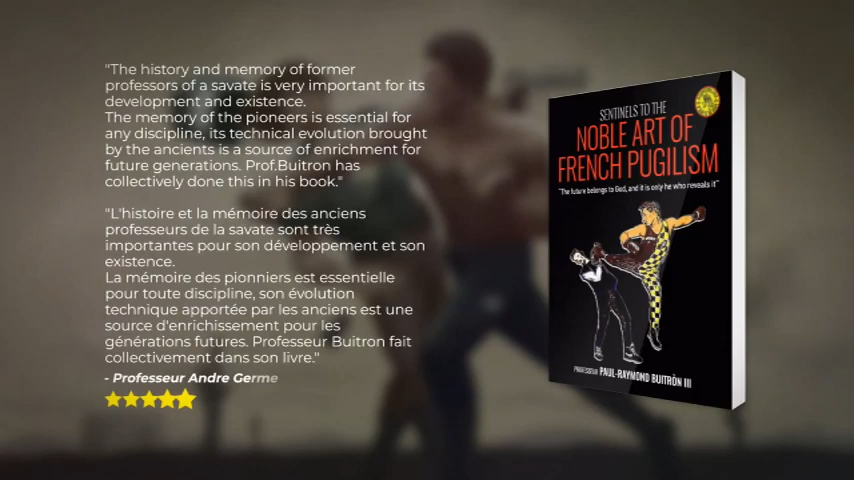 "The history and memory of former
professors of a savate is very important for its
development and existence.
The memory of the pioneers is essential for
any discipline, its technical evolution brought
by the ancients is a source of enrichment for
future generations. Prof.Buitron has
collectively done this in his book."
"L'histoire et la mémoire des anciens
professeurs de la savate sont très
importantes pour son développement et son
existence.
La mémoire des pionniers est essentielle
pour toute discipline, son évolution
technique apportée par les anciens est une
source d'enrichissement pour les
générations futures. Professeur Buitron fait
collectivement dans son livre."
- Professeur Andre Germe
SENTINELS TO THE
NOBLE ART OF
FRENCH PUGILISM
"The future belongs to God, and it is only he who reveals it"
PROFESSEUR PAUL-RAYMOND BUITRÒN III